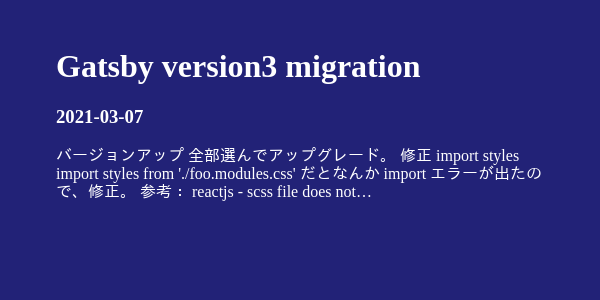 Gatsby version3 migration
2021-03-07
バージョンアップ 全部選んでアップグレード。 修正 import styles
import styles from './foo.modules.css' だとなんか import エラーが出たの
で、修正。 参考： reactjs - scss file does not…